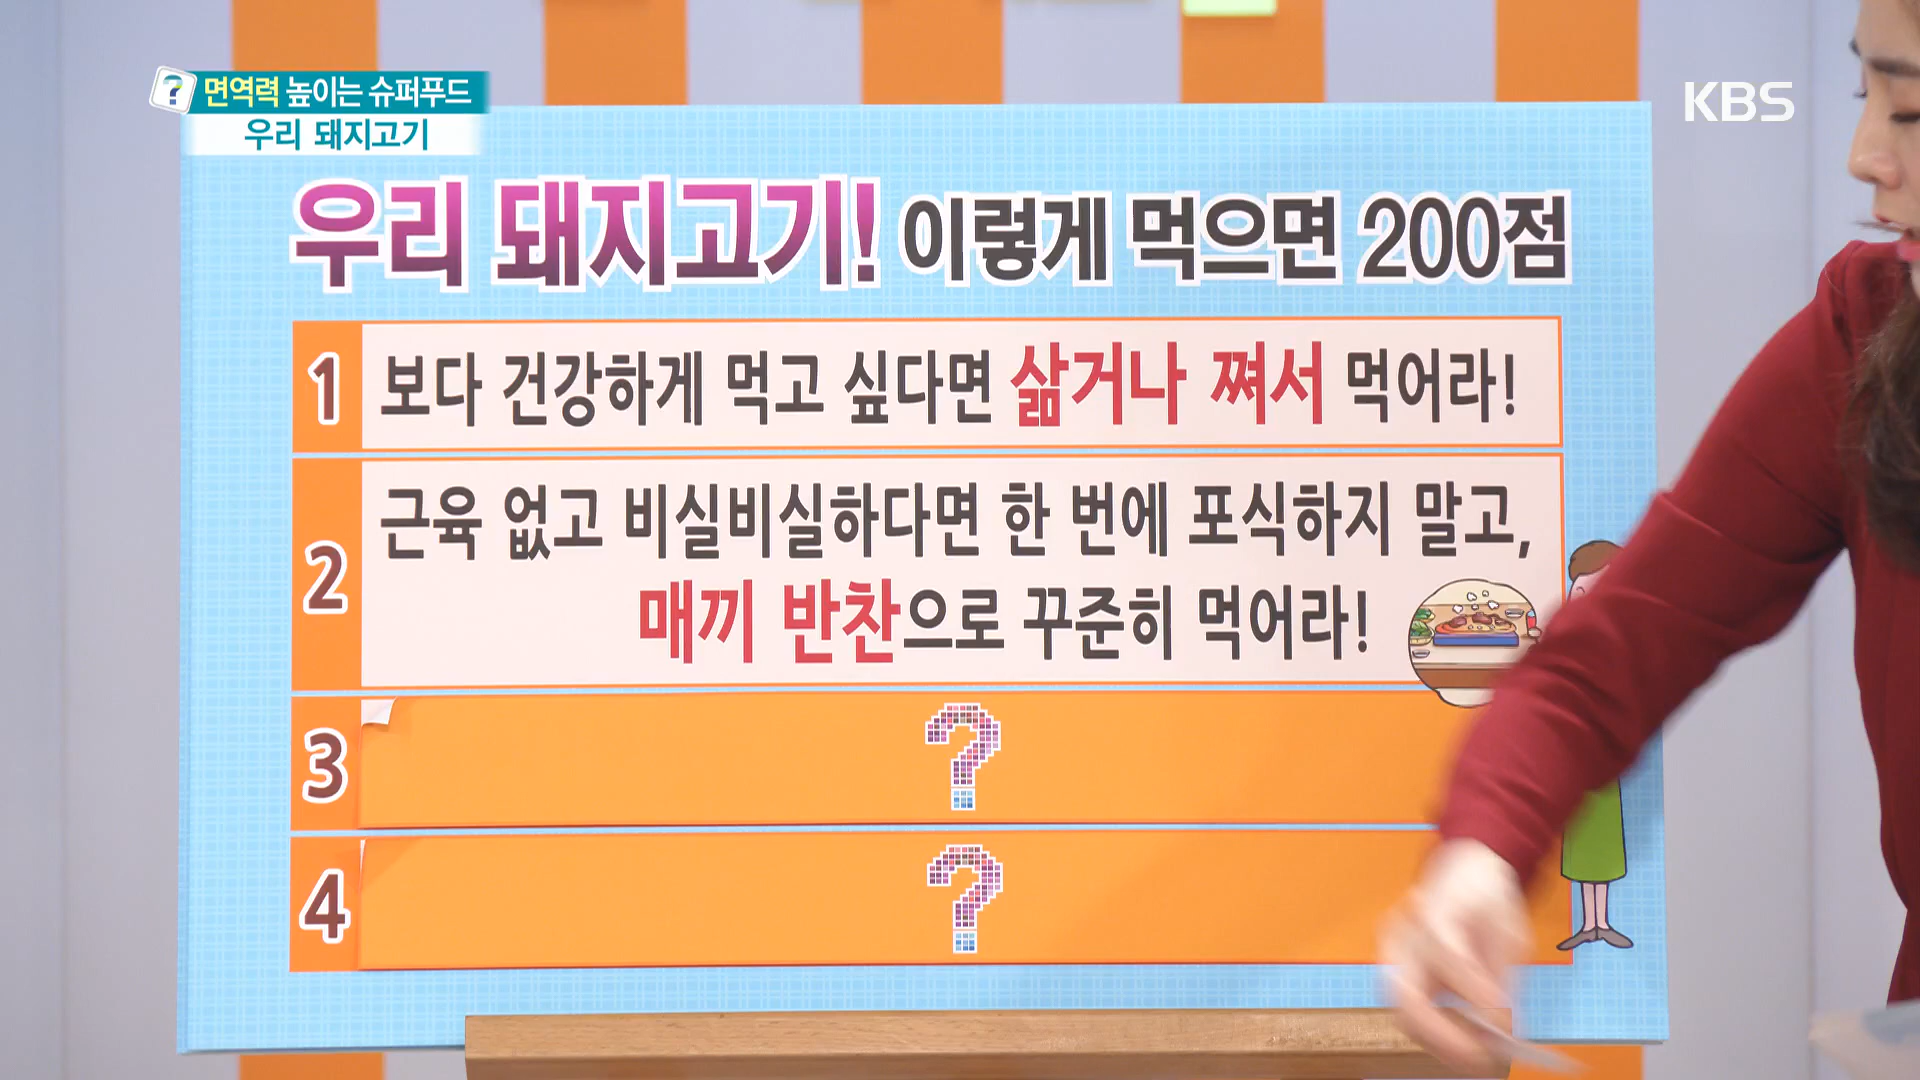 ? 면역력 높이는 슈퍼푸드
우리 돼지고기
KBS
우리 돼지고기! 이렇게 먹으면 200점
1 보다 건강하게 먹고 싶다면 삶거나 쪄서 먹어라!
2 근육 없고 비실비실하다면 한 번에 포식하지 말고,
매끼 반찬으로 꾸준히 먹어라!
3 ?
4 ?